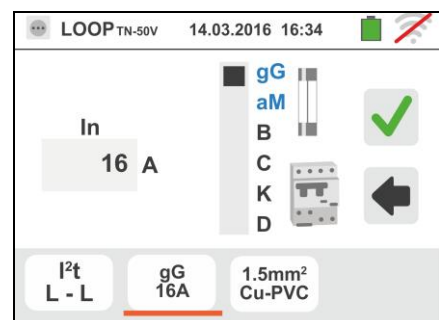 LOOP TN-50V 14.03.2016 16:34
gG
aM
B
C
K
D
In
16 A
I²t
L - L
gG
16A
1.5mm²
Cu-PVC